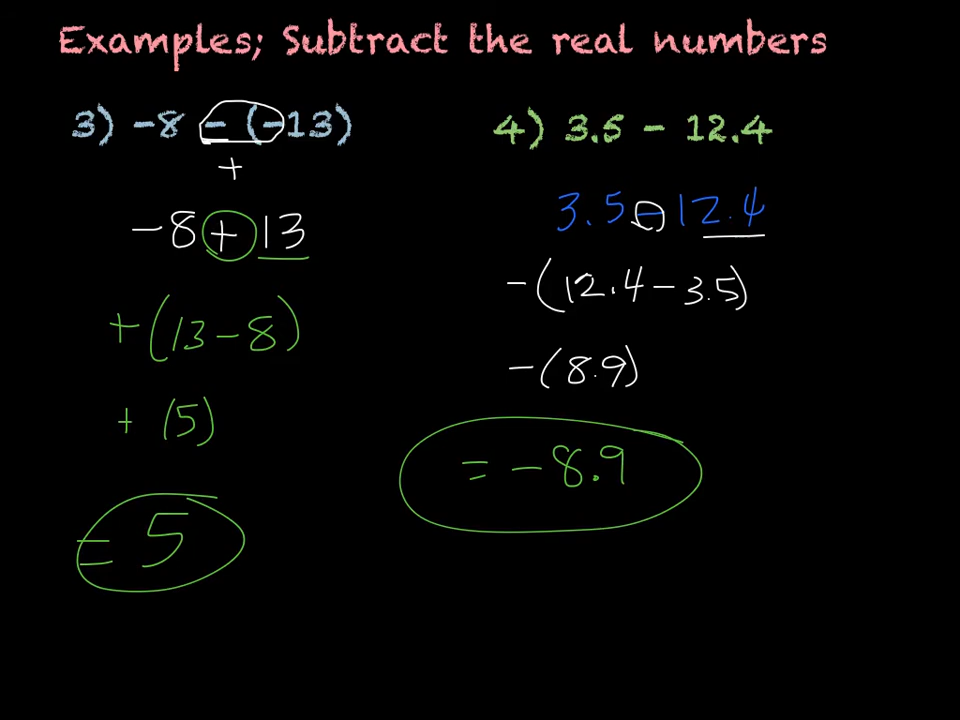 Examples; Subtract the real numbers
3) -8 - (-13)
+
-8 + 13
+(13-8)
+ (5)
= 5
4) 3.5 - 12.4
3.5 - 12.4
-(12.4-3.5)
-(8.9)
= -8.9